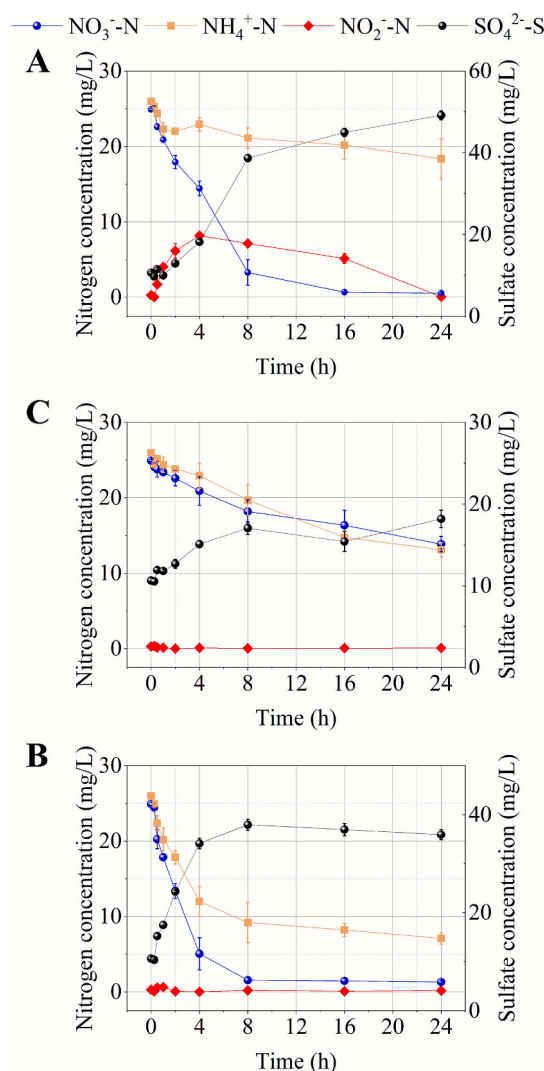 NO₃⁻-N NH₄⁺-N NO₂⁻-N SO₄²⁻-S
A
Nitrogen concentration (mg/L)
30
20
10
0
60
40
20
0
Sulfate concentration (mg/L)
0 4 8 12 16 20 24
Time (h)
C
Nitrogen concentration (mg/L)
30
20
10
0
30
20
10
0
Sulfate concentration (mg/L)
0 4 8 12 16 20 24
Time (h)
B
Nitrogen concentration (mg/L)
30
20
10
0
40
20
0
Sulfate concentration (mg/L)
0 4 8 12 16 20 24
Time (h)